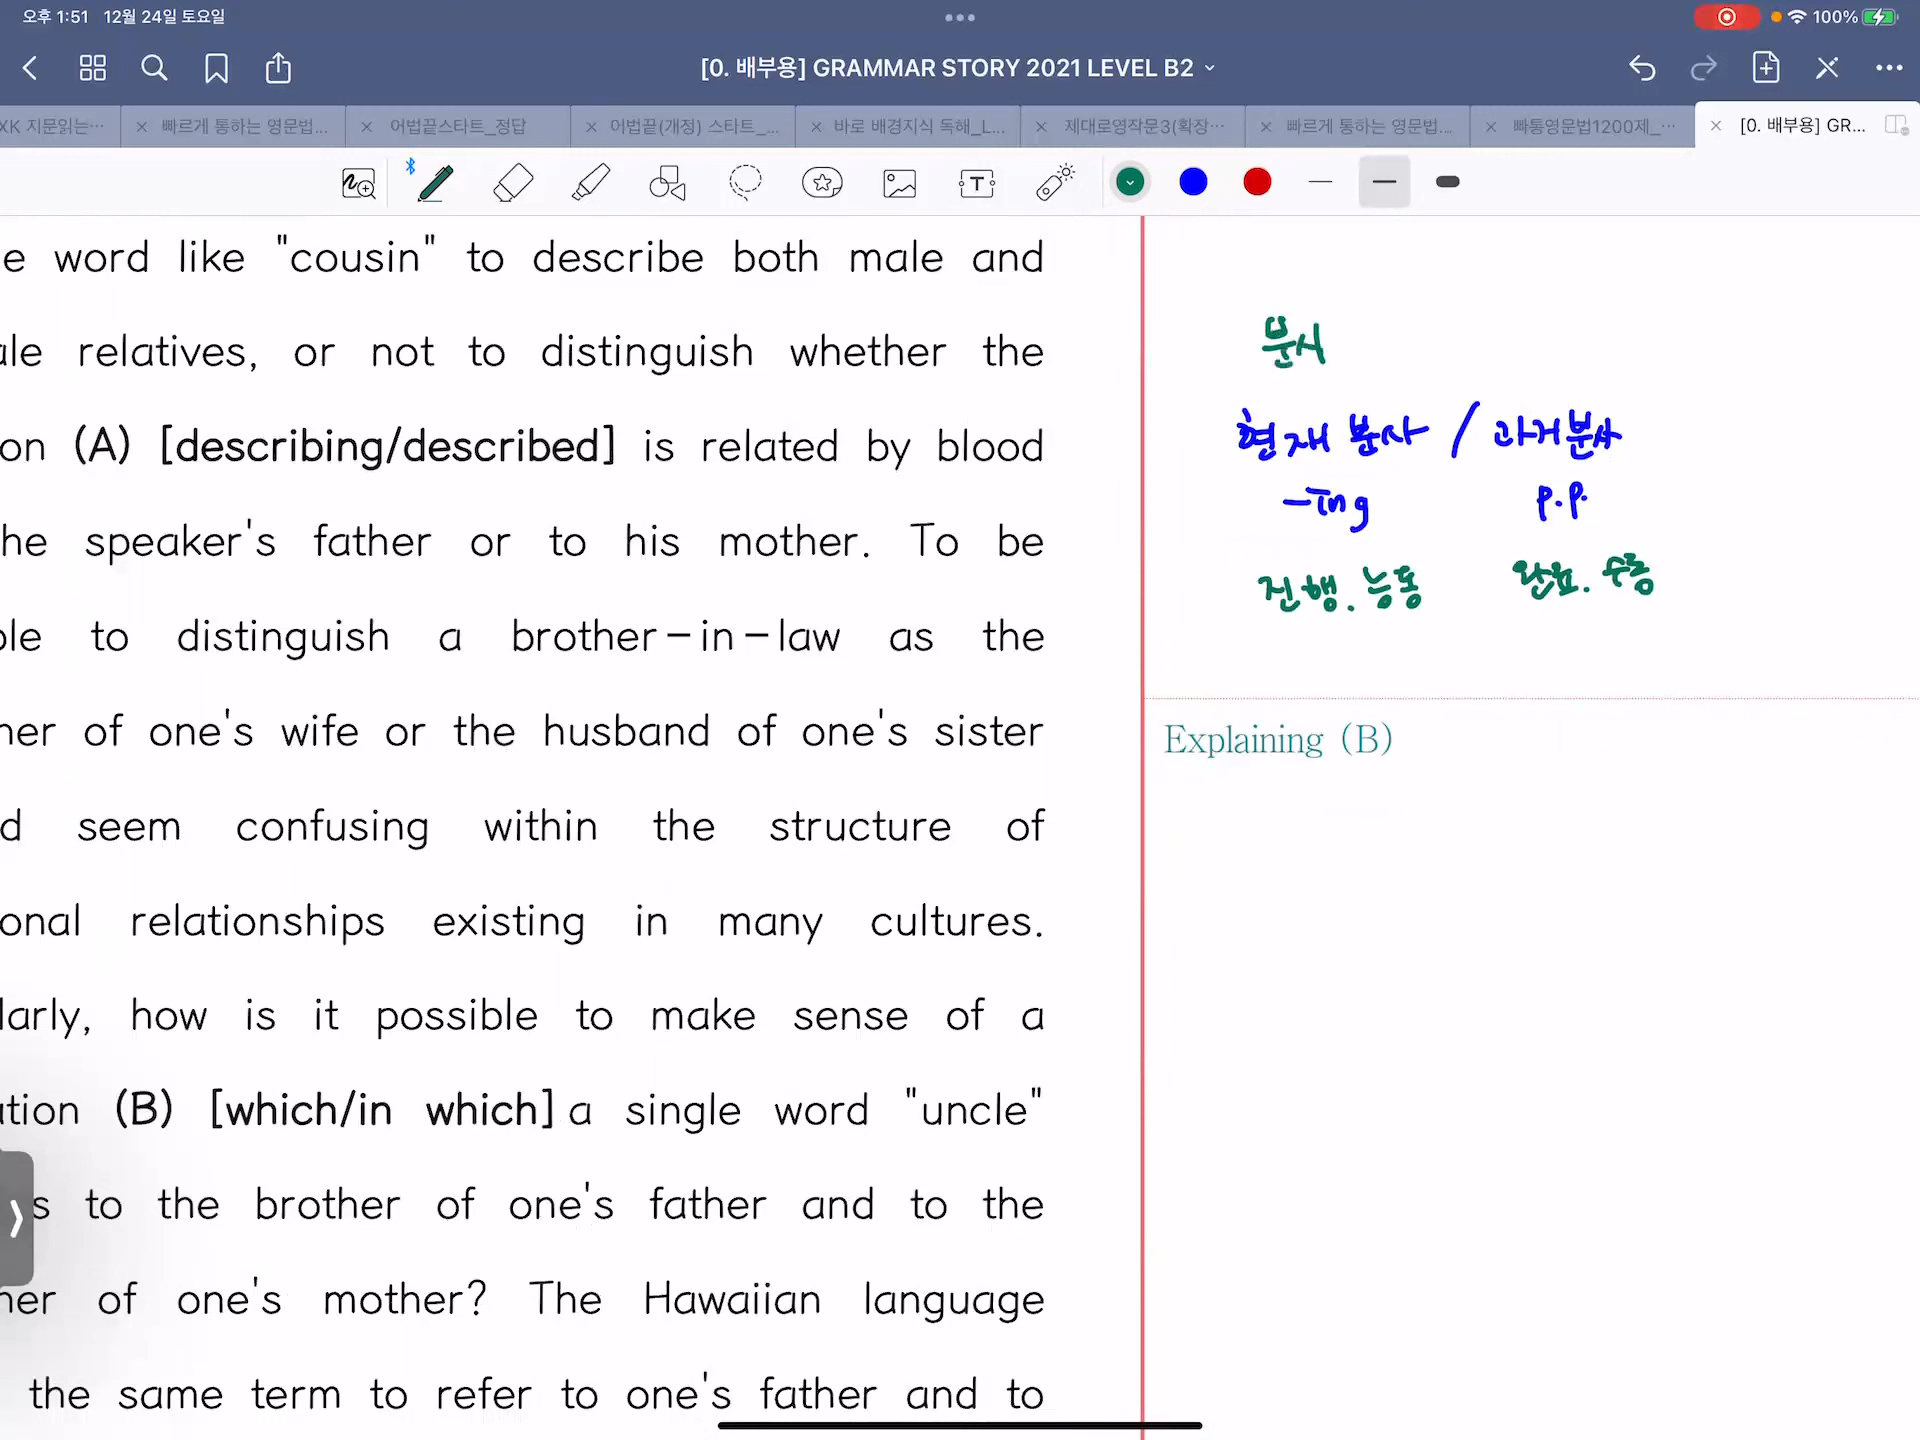 오후 1:51 12월 24일 토요일
100%
[0. 배부용] GRAMMAR STORY 2021 LEVEL B2
XK 지문읽는…
빠르게 통하는 영문법...
어법끝스타트_정답
어법끝(개정) 스타트_...
바로 배경지식 독해_L...
제대로영작문3(확장…
빠르게 통하는 영문법...
빠통영문법1200제_…
[0. 배부용] GR...
e word like "cousin" to describe both male and
ale relatives, or not to distinguish whether the
on (A) [describing/described] is related by blood
he speaker's father or to his mother. To be
ble to distinguish a brother-in-law as the
her of one's wife or the husband of one's sister
d seem confusing within the structure of
onal relationships existing in many cultures.
larly, how is it possible to make sense of a
ation (B) [which/in which] a single word "uncle"
s to the brother of one's father and to the
her of one's mother? The Hawaiian language
the same term to refer to one's father and to
분사
현재 분사 / 과거분사
-ing p.p.
진행. 능동 완료. 수동
Explaining (B)